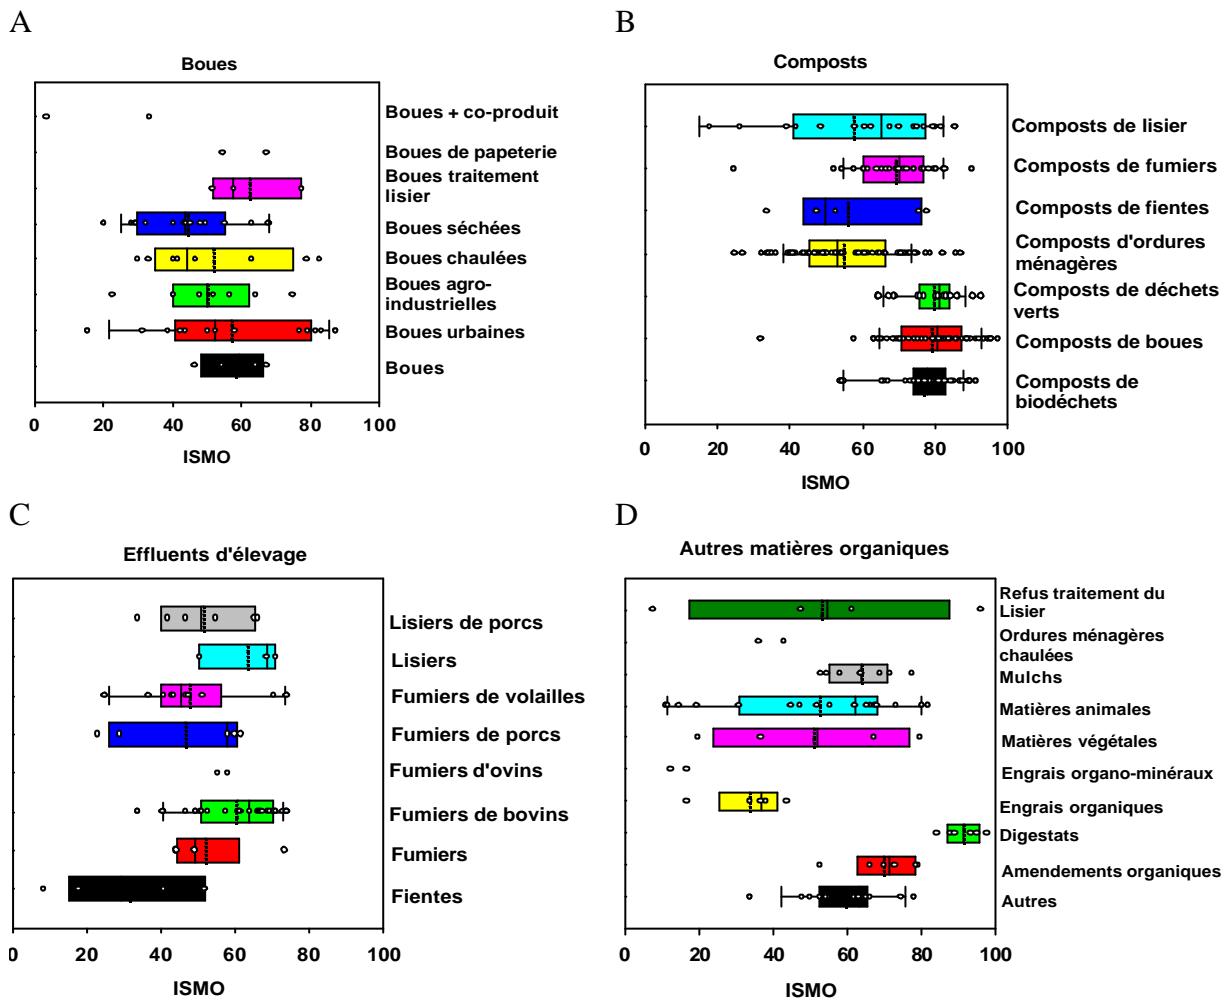 A
Boues
Boues + co-produit
Boues de papeterie
Boues traitement
lisier
Boues séchées
Boues chaulées
Boues agro-
industrielles
Boues urbaines
Boues
0 20 40 60 80 100
ISMO
B
Composts
Composts de lisier
Composts de fumiers
Composts de fientes
Composts d'ordures
ménagères
Composts de déchets
verts
Composts de boues
Composts de
biodéchets
0 20 40 60 80 100
ISMO
C
Effluents d'élevage
Lisiers de porcs
Lisiers
Fumiers de volailles
Fumiers de porcs
Fumiers d'ovins
Fumiers de bovins
Fumiers
Fientes
0 20 40 60 80 100
ISMO
D
Autres matières organiques
Refus traitement du
Lisier
Ordures ménagères
chaulées
Mulchs
Matières animales
Matières végétales
Engrais organo-minéraux
Engrais organiques
Digestats
Amendements organiques
Autres
0 20 40 60 80 100
ISMO